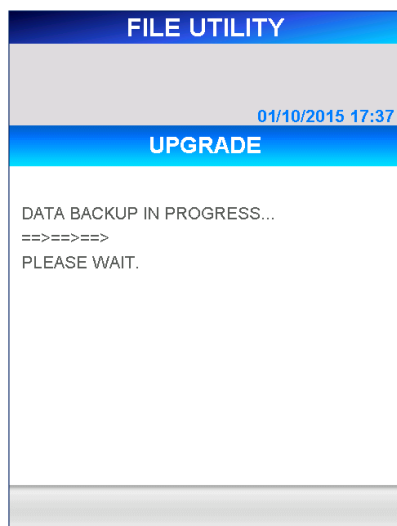 FILE UTILITY
01/10/2015 17:37
UPGRADE
DATA BACKUP IN PROGRESS...
==>==>==>
PLEASE WAIT.